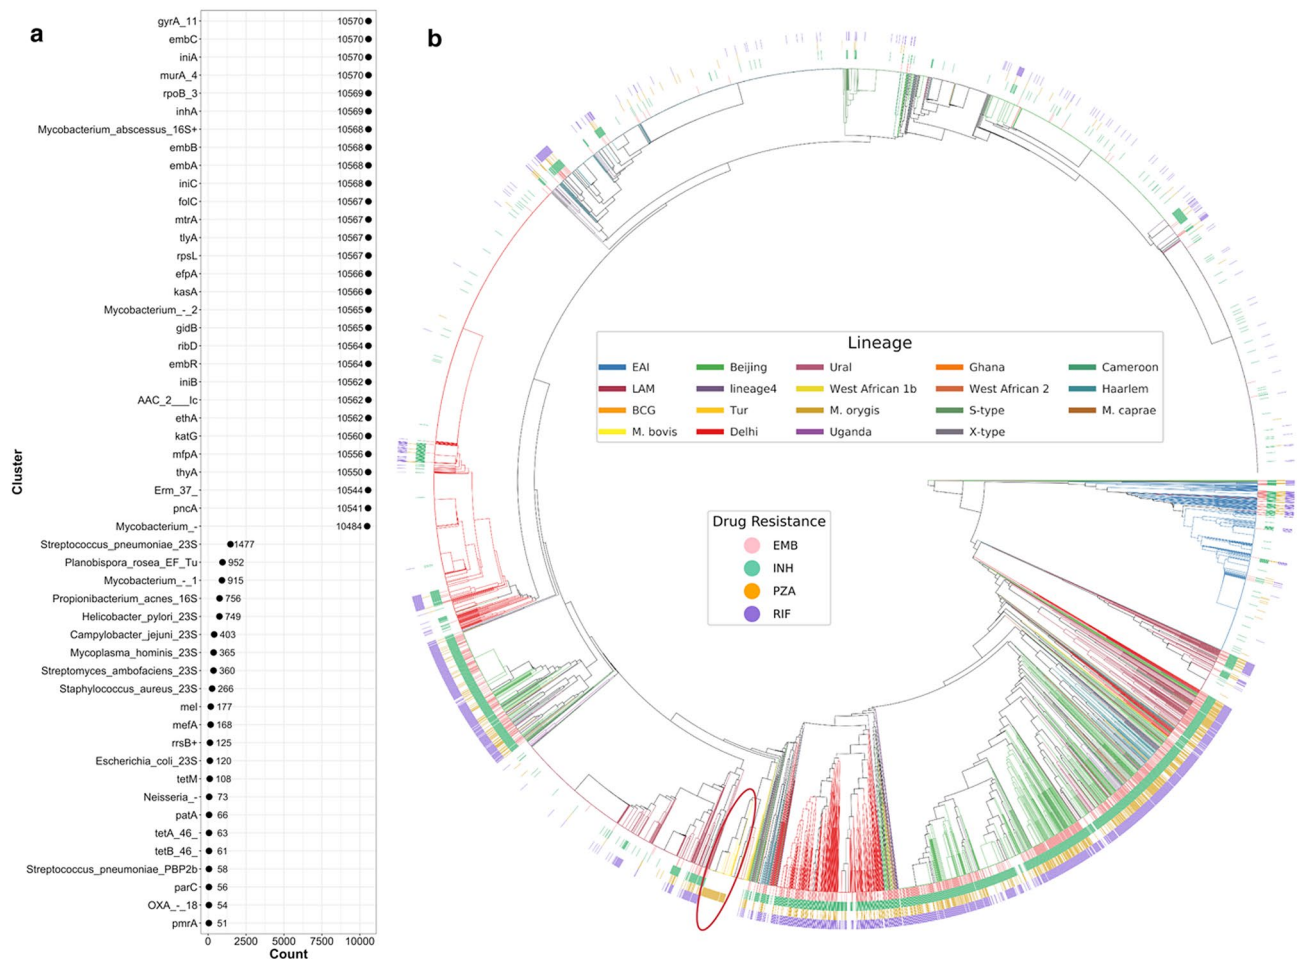 a
gyrA_11 10570
embC 10570
iniA 10570
murA_4 10570
rpoB_3 10569
inhA 10569
Mycobacterium_abscessus_16S+ 10568
embB 10568
embA 10568
iniC 10568
folC 10567
mtrA 10567
tlyA 10567
rpsL 10567
efpA 10566
kasA 10566
Mycobacterium_-_2 10565
gidB 10565
ribD 10564
embR 10564
iniB 10562
AAC_2___Ic 10562
ethA 10562
katG 10560
mfpA 10556
thyA 10550
Erm_37_ 10544
pncA 10541
Mycobacterium_- 10484
Streptococcus_pneumoniae_23S 1477
Planobispora_rosea_EF_Tu 952
Mycobacterium_-_1 915
Propionibacterium_acnes_16S 756
Helicobacter_pylori_23S 749
Campylobacter_jejuni_23S 403
Mycoplasma_hominis_23S 365
Streptomyces_ambofaciens_23S 360
Staphylococcus_aureus_23S 266
mel 177
mefA 168
rrsB+ 125
Escherichia_coli_23S 120
tetM 108
Neisseria_- 73
patA 66
tetA_46_ 63
tetB_46_ 61
Streptococcus_pneumoniae_PBP2b 58
parC 56
OXA_-_18 54
pmrA 51
0 2500 5000 7500 10000
Count
Cluster
b
Lineage
EAI Beijing Ural Ghana Cameroon
LAM lineage4 West African 1b West African 2 Haarlem
BCG Tur M. orygis S-type M. caprae
M. bovis Delhi Uganda X-type
Drug Resistance
EMB
INH
PZA
RIF